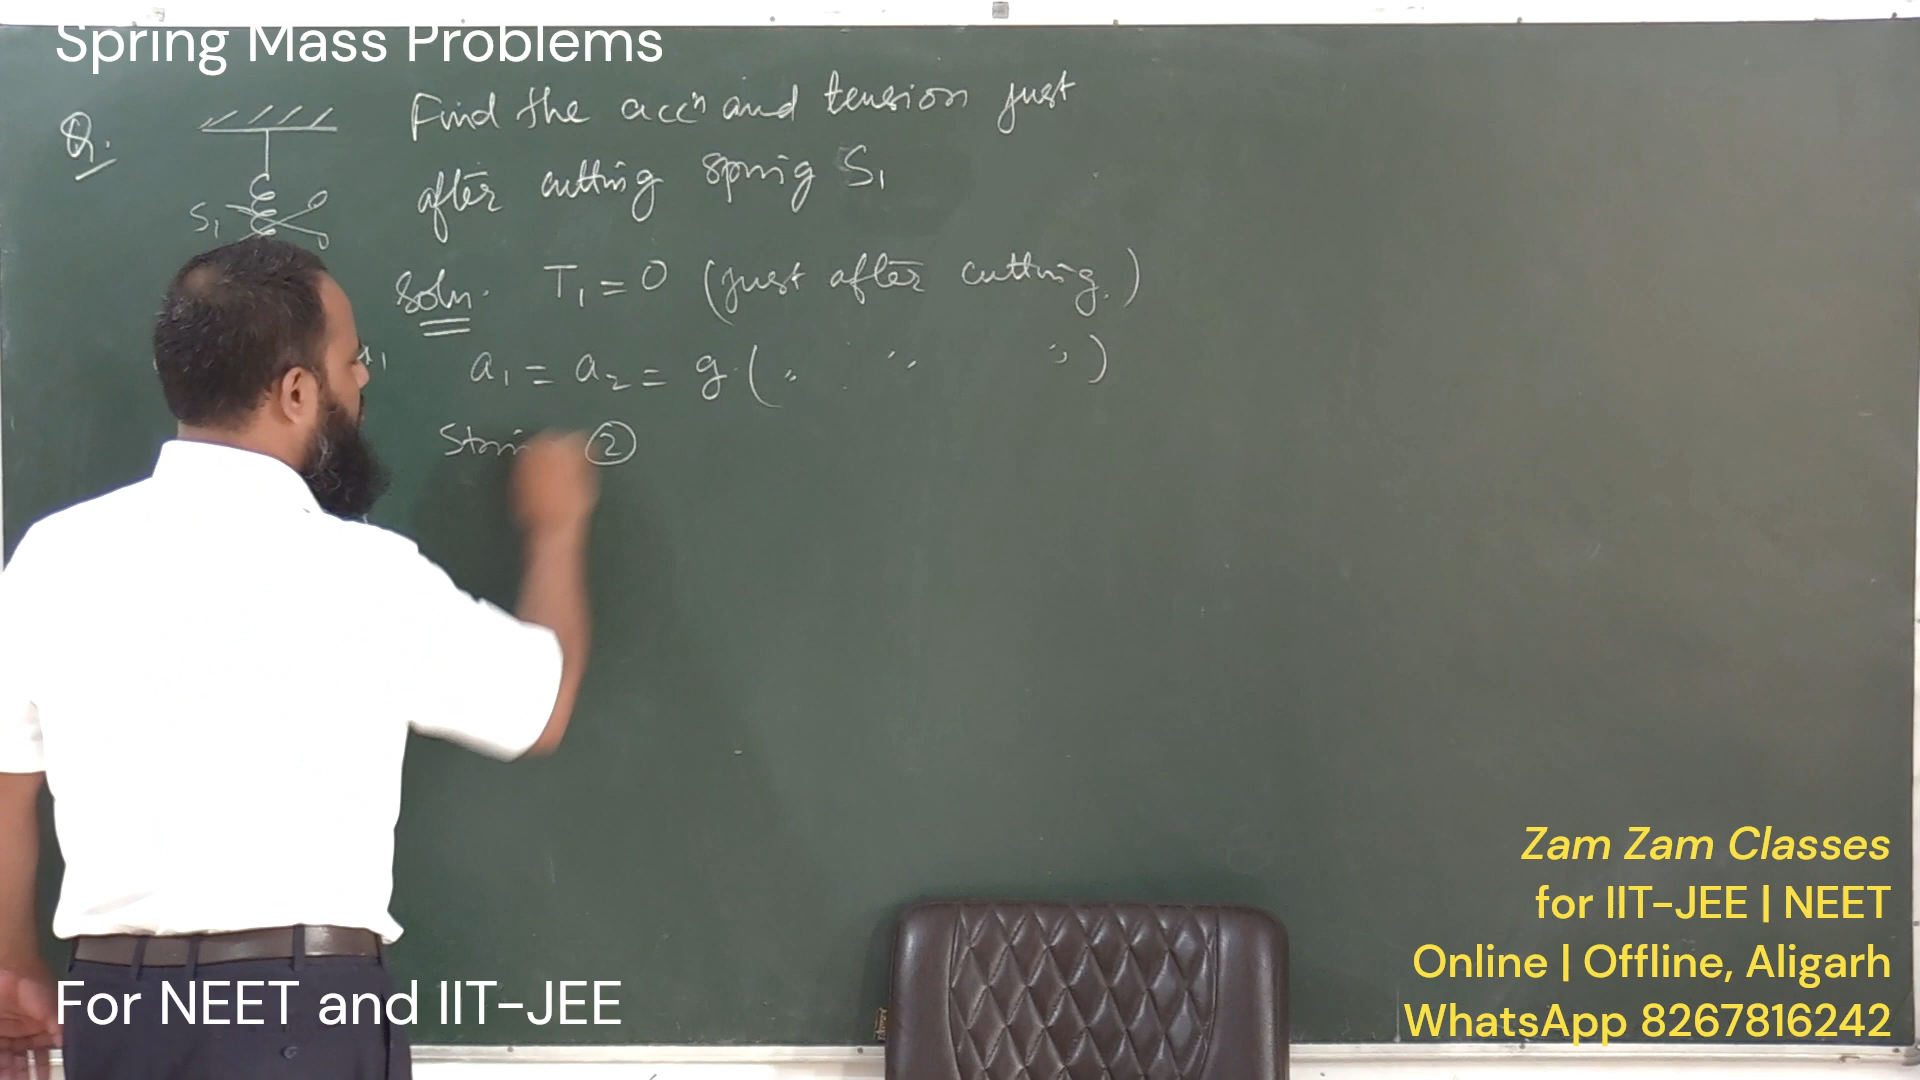 Spring Mass Problems
Q.
Find the accn and tension just
after cutting spring S1
S1
Soln. T1 = 0 (just after cutting.)
a1 = a2 = g (" " ")
②
Zam Zam Classes
for IIT-JEE | NEET
Online | Offline, Aligarh
WhatsApp 8267816242
For NEET and IIT-JEE